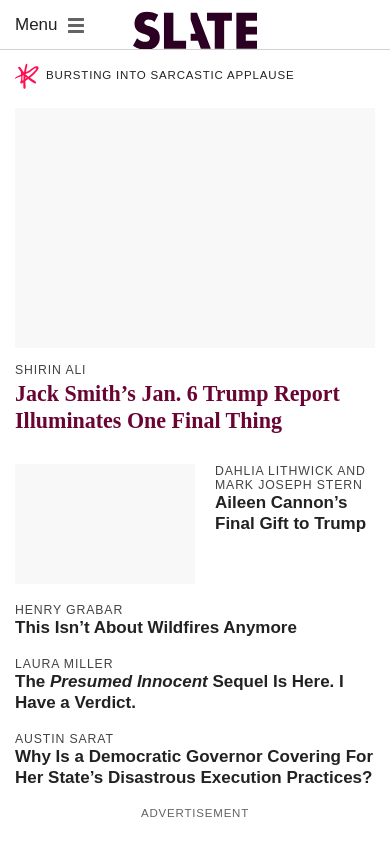 Menu
SLATE
BURSTING INTO SARCASTIC APPLAUSE
SHIRIN ALI
Jack Smith’s Jan. 6 Trump Report
Illuminates One Final Thing
DAHLIA LITHWICK AND
MARK JOSEPH STERN
Aileen Cannon’s
Final Gift to Trump
HENRY GRABAR
This Isn’t About Wildfires Anymore
LAURA MILLER
The Presumed Innocent Sequel Is Here. I
Have a Verdict.
AUSTIN SARAT
Why Is a Democratic Governor Covering For
Her State’s Disastrous Execution Practices?
ADVERTISEMENT